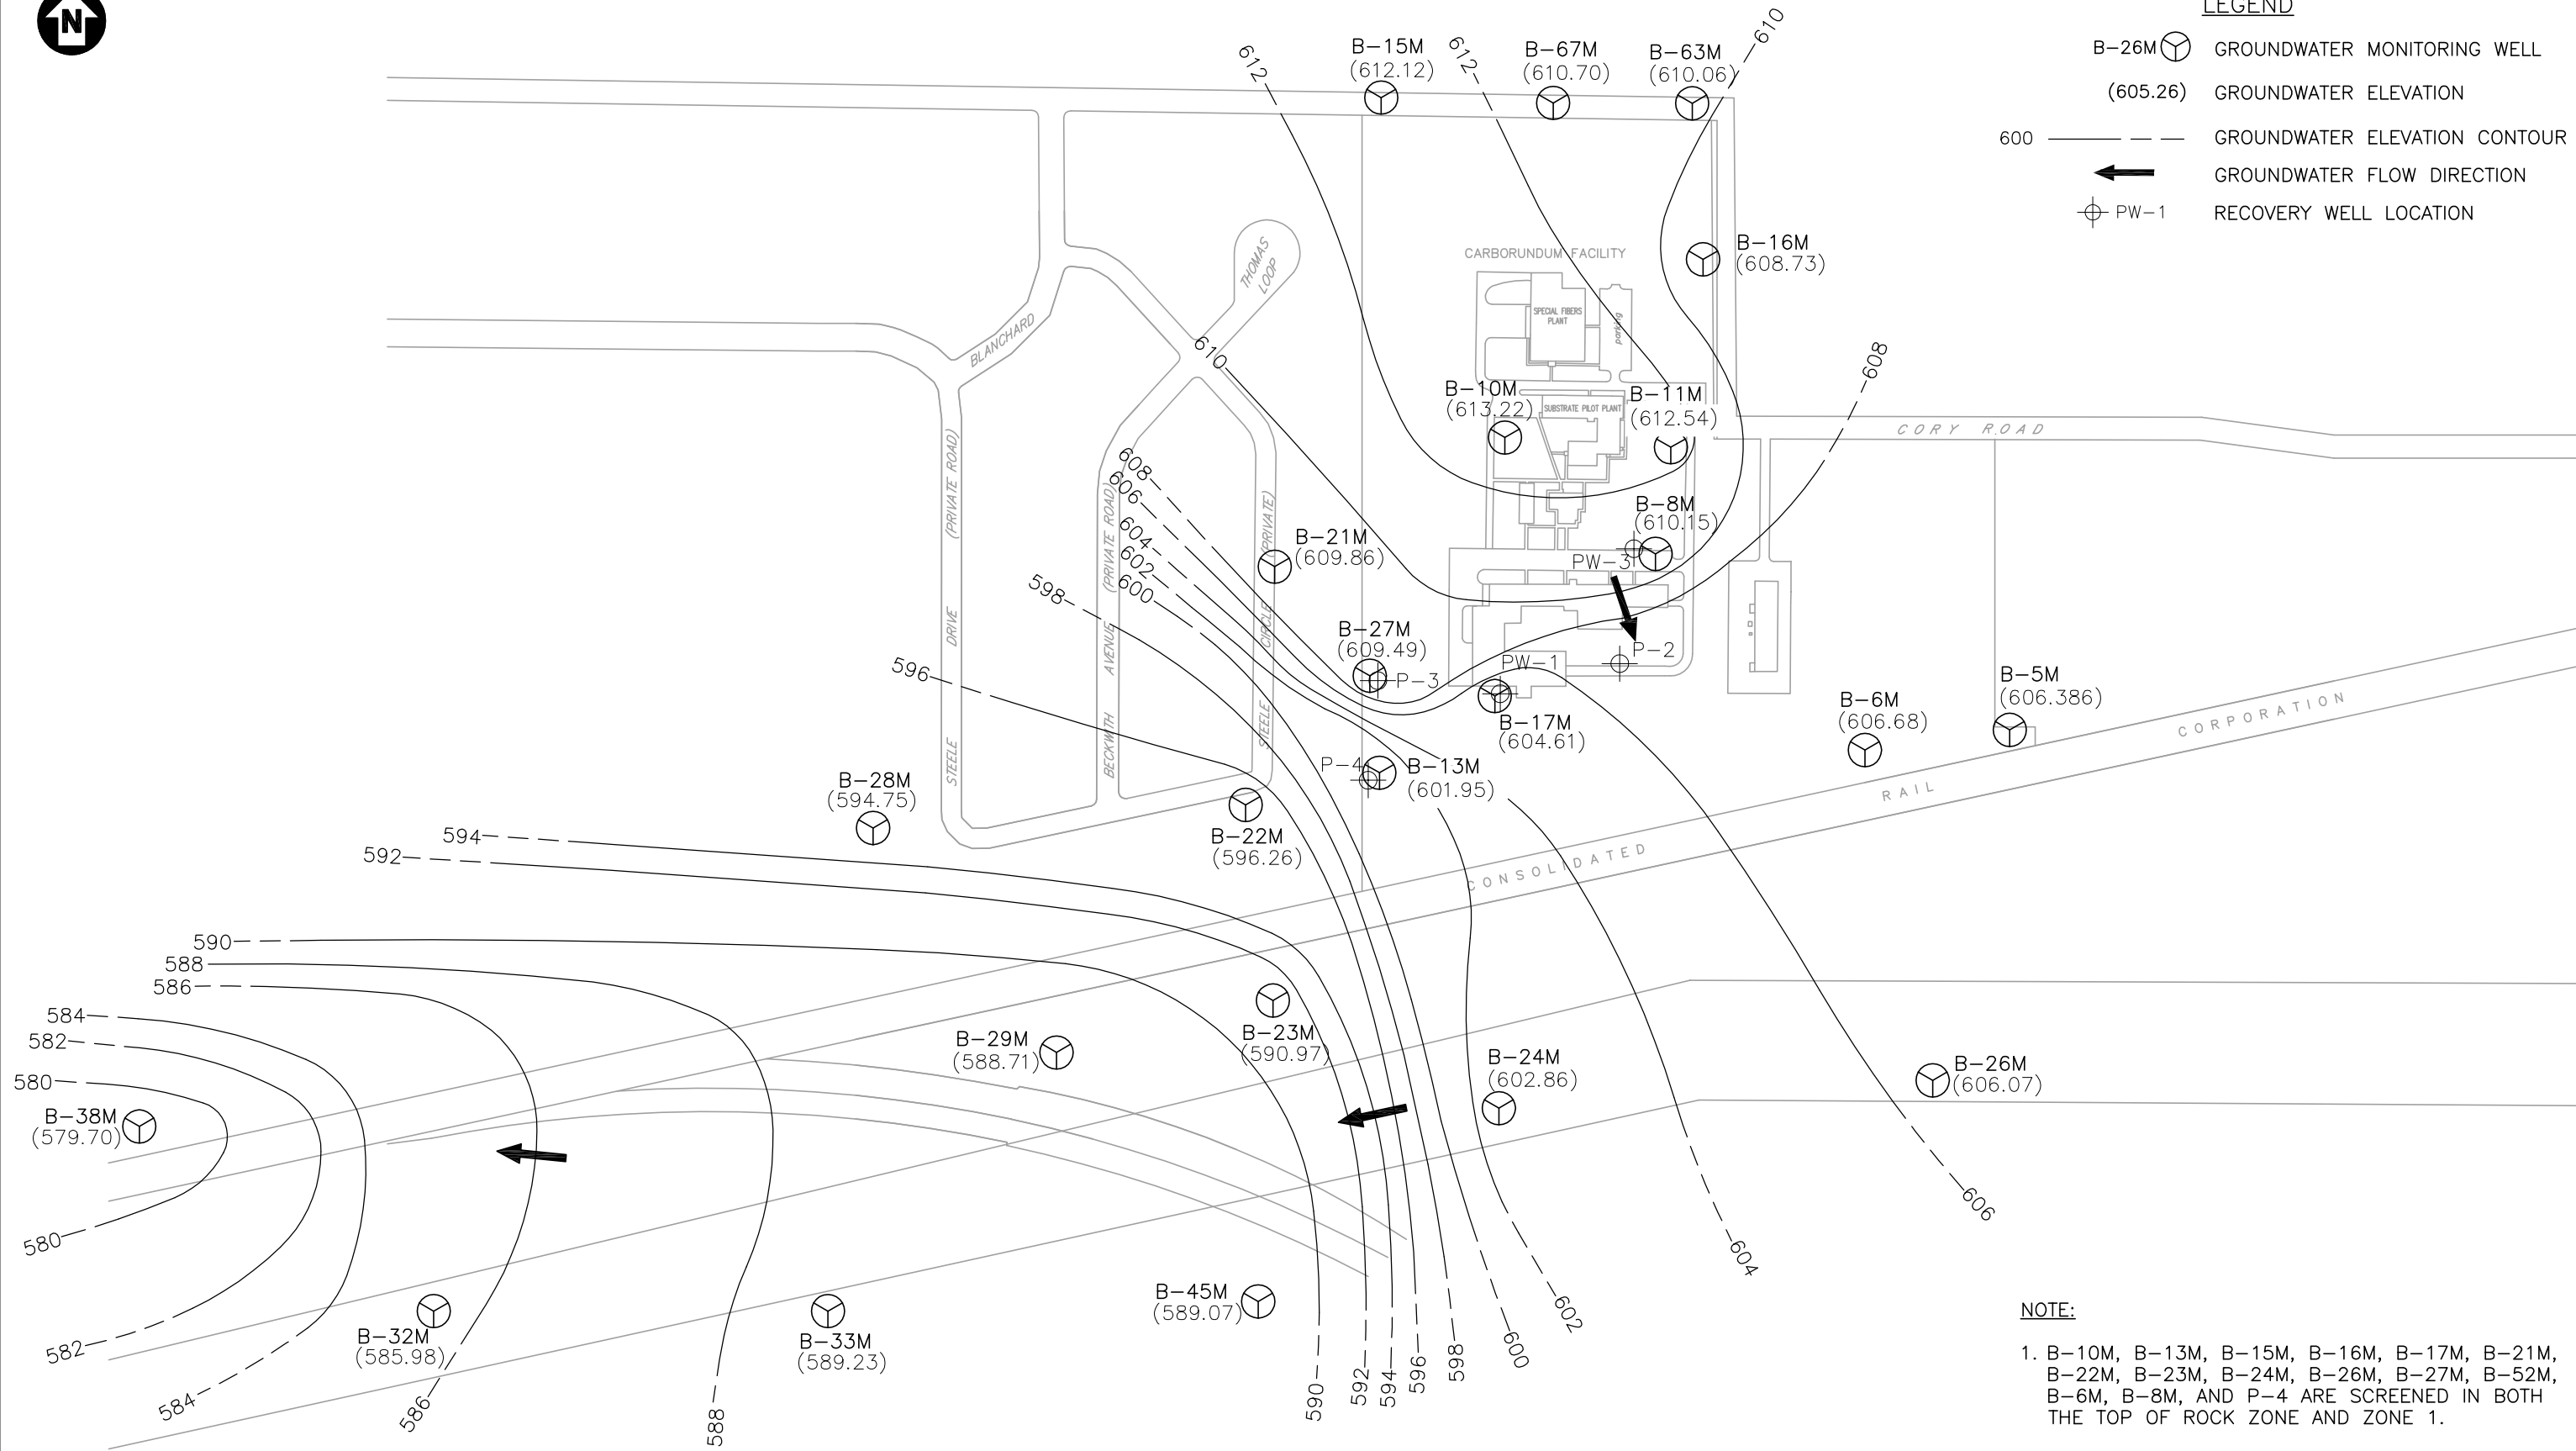 N
LEGEND
B-26M GROUNDWATER MONITORING WELL
(605.26) GROUNDWATER ELEVATION
600 GROUNDWATER ELEVATION CONTOUR
GROUNDWATER FLOW DIRECTION
PW-1 RECOVERY WELL LOCATION
612
612
610
B-15M
(612.12)
B-67M
(610.70)
B-63M
(610.06)
B-16M
(608.73)
CARBORUNDUM FACILITY
SPECIAL FIBERS
PLANT
parking
THOMAS
LOOP
BLANCHARD
610
608
B-10M
(613.22)
SUBSTRATE PILOT PLANT
B-11M
(612.54)
CORY ROAD
608
606
604
602
600
598
596
STEELE DRIVE (PRIVATE ROAD)
BECKWITH AVENUE (PRIVATE ROAD)
STEELE CIRCLE (PRIVATE)
B-8M
(610.15)
PW-3
B-21M
(609.86)
B-27M
(609.49)
P-3
PW-1
P-2
B-17M
(604.61)
B-6M
(606.68)
B-5M
(606.386)
P-4
B-13M
(601.95)
B-28M
(594.75)
B-22M
(596.26)
CONSOLIDATED RAIL CORPORATION
594
592
590
588
586
584
582
580
B-38M
(579.70)
B-29M
(588.71)
B-23M
(590.97)
B-24M
(602.86)
B-26M
(606.07)
B-32M
(585.98)
B-33M
(589.23)
B-45M
(589.07)
580
582
584
586
588
590
592
594
596
598
600
602
604
606
NOTE:
1. B-10M, B-13M, B-15M, B-16M, B-17M, B-21M,
B-22M, B-23M, B-24M, B-26M, B-27M, B-52M,
B-6M, B-8M, AND P-4 ARE SCREENED IN BOTH
THE TOP OF ROCK ZONE AND ZONE 1.